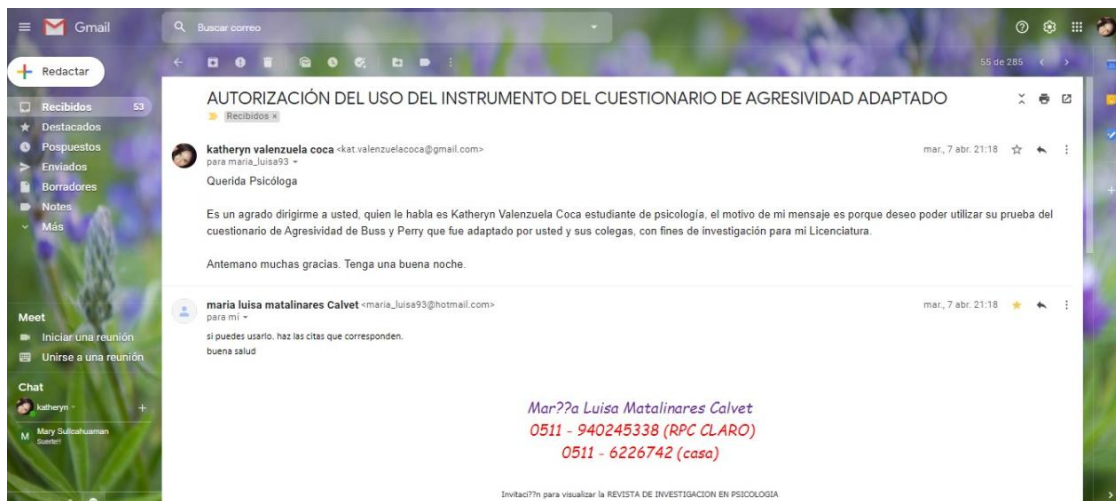 Gmail
Buscar correo
Redactar
55 de 285
Recibidos 53
Destacados
Pospuestos
Enviados
Borradores
Notes
Más
Meet
Iniciar una reunión
Unirse a una reunión
Chat
katheryn
M Mary Sullcahuaman
Suerte!!
AUTORIZACIÓN DEL USO DEL INSTRUMENTO DEL CUESTIONARIO DE AGRESIVIDAD ADAPTADO
Recibidos ×
katheryn valenzuela coca <kat.valenzuelacoca@gmail.com> mar., 7 abr. 21:18
para maria_luisa93
Querida Psicóloga
Es un agrado dirigirme a usted, quien le habla es Katheryn Valenzuela Coca estudiante de psicología, el motivo de mi mensaje es porque deseo poder utilizar su prueba del
cuestionario de Agresividad de Buss y Perry que fue adaptado por usted y sus colegas, con fines de investigación para mi Licenciatura.
Antemano muchas gracias. Tenga una buena noche.
maria luisa matalinares Calvet <maria_luisa93@hotmail.com> mar., 7 abr. 21:18
para mí
si puedes usarlo. haz las citas que corresponden.
buena salud
Mar??a Luisa Matalinares Calvet
0511 - 940245338 (RPC CLARO)
0511 - 6226742 (casa)
Invitaci??n para visualizar la REVISTA DE INVESTIGACION EN PSICOLOGIA